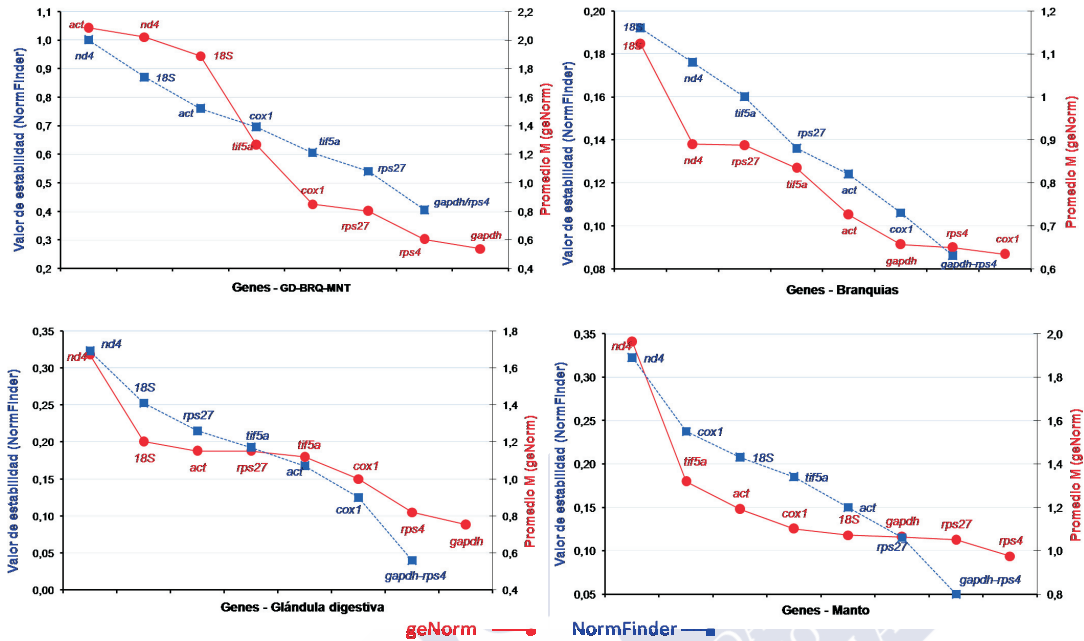 Valor de estabilidad (NormFinder)
1,1
1,0
0,9
0,8
0,7
0,6
0,5
0,4
0,3
0,2
act
nd4
18S
nd4
18S
act
tif5a
cox1
cox1
tif5a
rps27
rps27
gapdh/rps4
rps4
gapdh
2,2
2,0
1,8
1,6
1,4
1,2
1,0
0,8
0,6
0,4
Promedio M (geNorm)
Genes - GD-BRQ-MNT
Valor de estabilidad (NormFinder)
0,20
0,18
0,16
0,14
0,12
0,10
0,08
18S
18S
nd4
tif5a
rps27
nd4
rps27
tif5a
act
act
cox1
gapdh
rps4
cox1
gapdh-rps4
1,2
1,1
1
0,9
0,8
0,7
0,6
Promedio M (geNorm)
Genes - Branquias
Valor de estabilidad (NormFinder)
0,35
0,30
0,25
0,20
0,15
0,10
0,05
0,00
nd4
nd4
18S
rps27
tif5a
tif5a
18S
act
rps27
act
cox1
cox1
rps4
gapdh
gapdh-rps4
1,8
1,6
1,4
1,2
1,0
0,8
0,6
0,4
Promedio M (geNorm)
Genes - Glándula digestiva
Valor de estabilidad (NormFinder)
0,35
0,30
0,25
0,20
0,15
0,10
0,05
nd4
nd4
cox1
tif5a
18S
tif5a
act
cox1
act
18S
gapdh
rps27
rps27
rps4
gapdh-rps4
2,0
1,8
1,6
1,4
1,2
1,0
0,8
Promedio M (geNorm)
Genes - Manto
geNorm
NormFinder